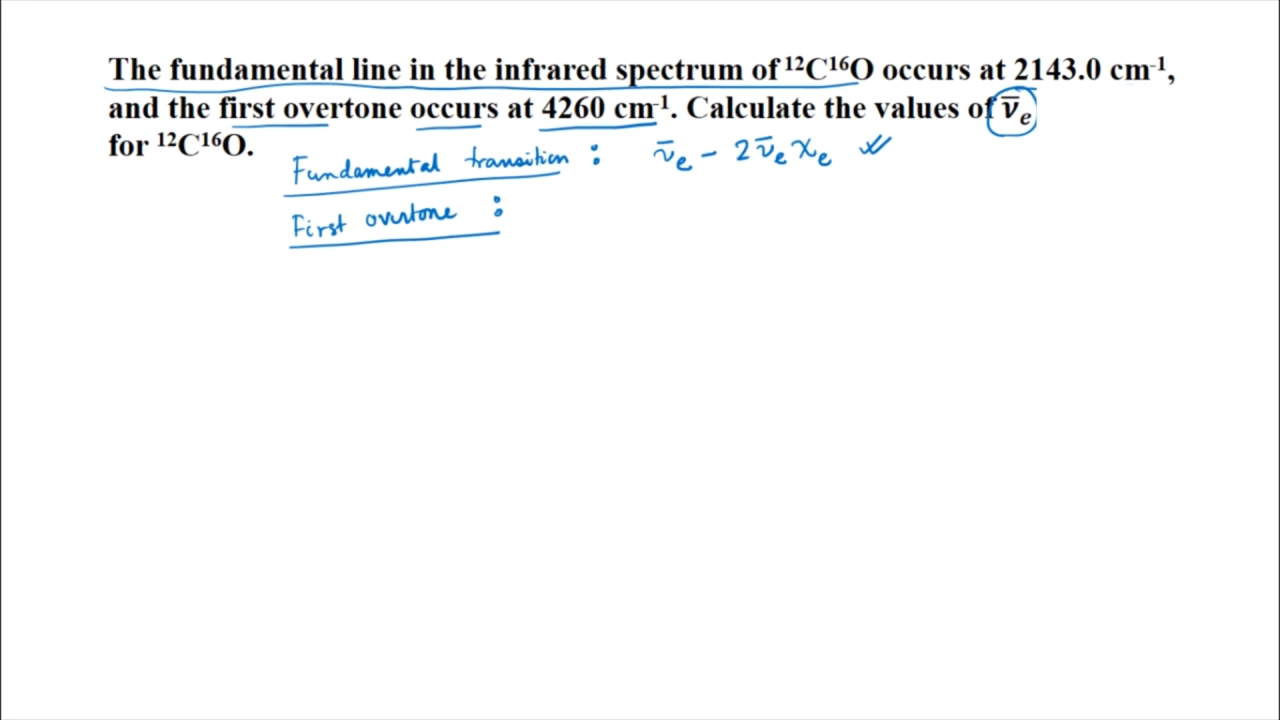 The fundamental line in the infrared spectrum of ¹²C¹⁶O occurs at 2143.0 cm⁻¹,
and the first overtone occurs at 4260 cm⁻¹. Calculate the values of ν̅ₑ
for ¹²C¹⁶O.
Fundamental transition : ν̅ₑ - 2ν̅ₑxₑ
First overtone :